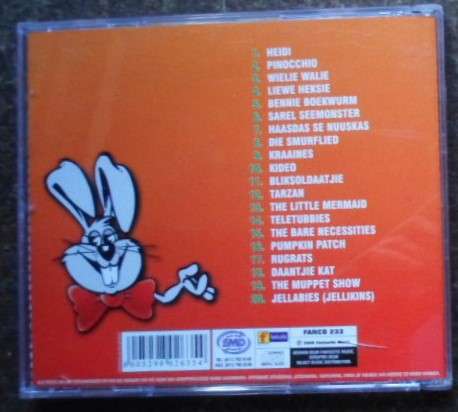 1. HEIDI
2. PINOCCHIO
3. WIELIE WALIE
4. LIEWE HEKSIE
5. BENNIE BOEKWURM
6. SAREL SEEMONSTER
7. HAASDAS SE NUUSKAS
8. DIE SMURFLIED
9. KRAAINES
10. KIDEO
11. BLIKSOLDAATJIE
12. TARZAN
13. THE LITTLE MERMAID
14. TELETUBBIES
15. THE BARE NECESSITIES
16. PUMPKIN PATCH
17. RUGRATS
18. DAANTJIE KAT
19. THE MUPPET SHOW
20. JELLABIES (JELLIKINS)
SMD
FANCD 233